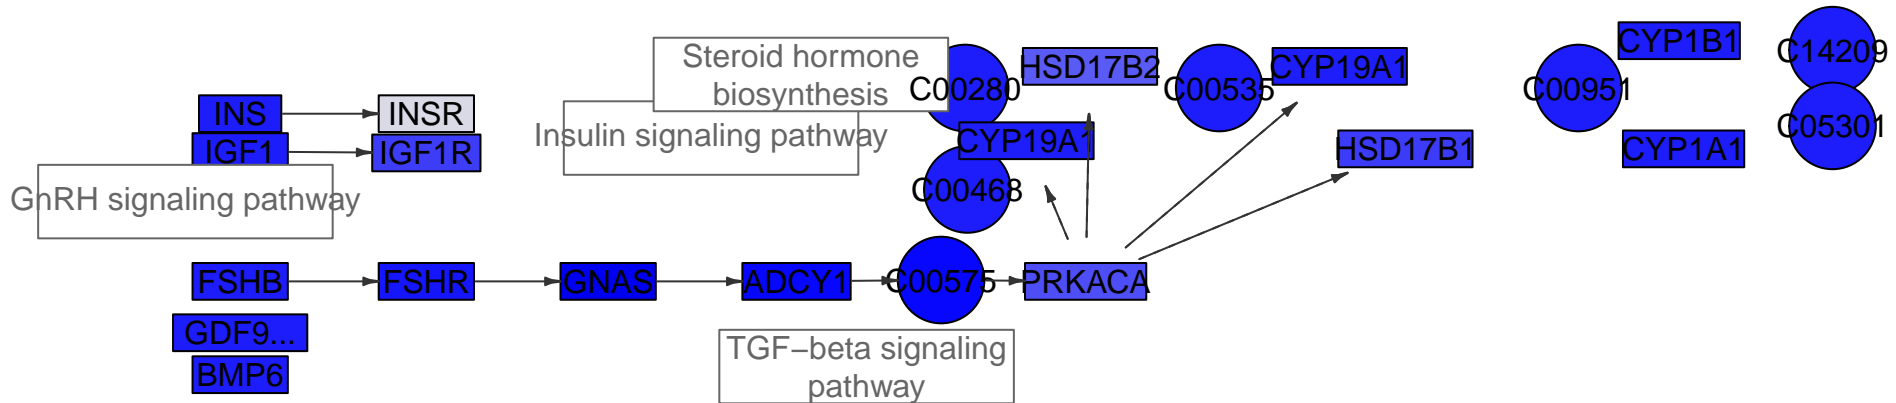 Steroid hormone
biosynthesis
C00280
HSD17B2
C00535
CYP19A1
C00951
CYP1B1
C14209
INS
INSR
Insulin signaling pathway
CYP19A1
C05301
IGF1
IGF1R
HSD17B1
CYP1A1
GnRH signaling pathway
C00468
FSHB
FSHR
GNAS
ADCY1
C00575
PRKACA
GDF9...
BMP6
TGF−beta signaling
pathway